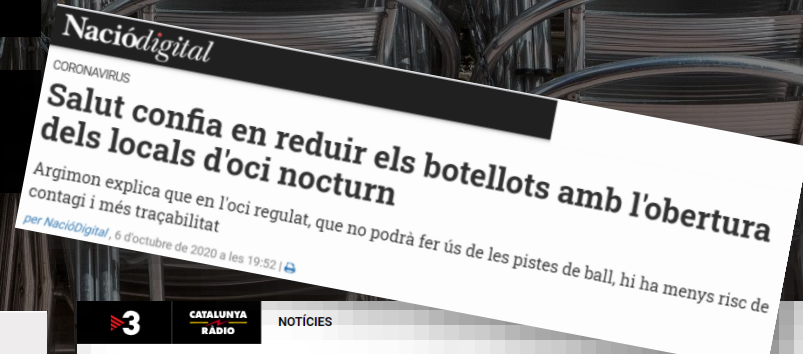 Naciódigital
CORONAVIRUS
Salut confia en reduir els botellots amb l'obertura
dels locals d'oci nocturn
Argimon explica que en l'oci regulat, que no podrà fer ús de les pistes de ball, hi ha menys risc de
contagi i més traçabilitat
per NacióDigital, 6 d'octubre de 2020 a les 19:52 |
3 CATALUNYA
RÀDIO NOTÍCIES